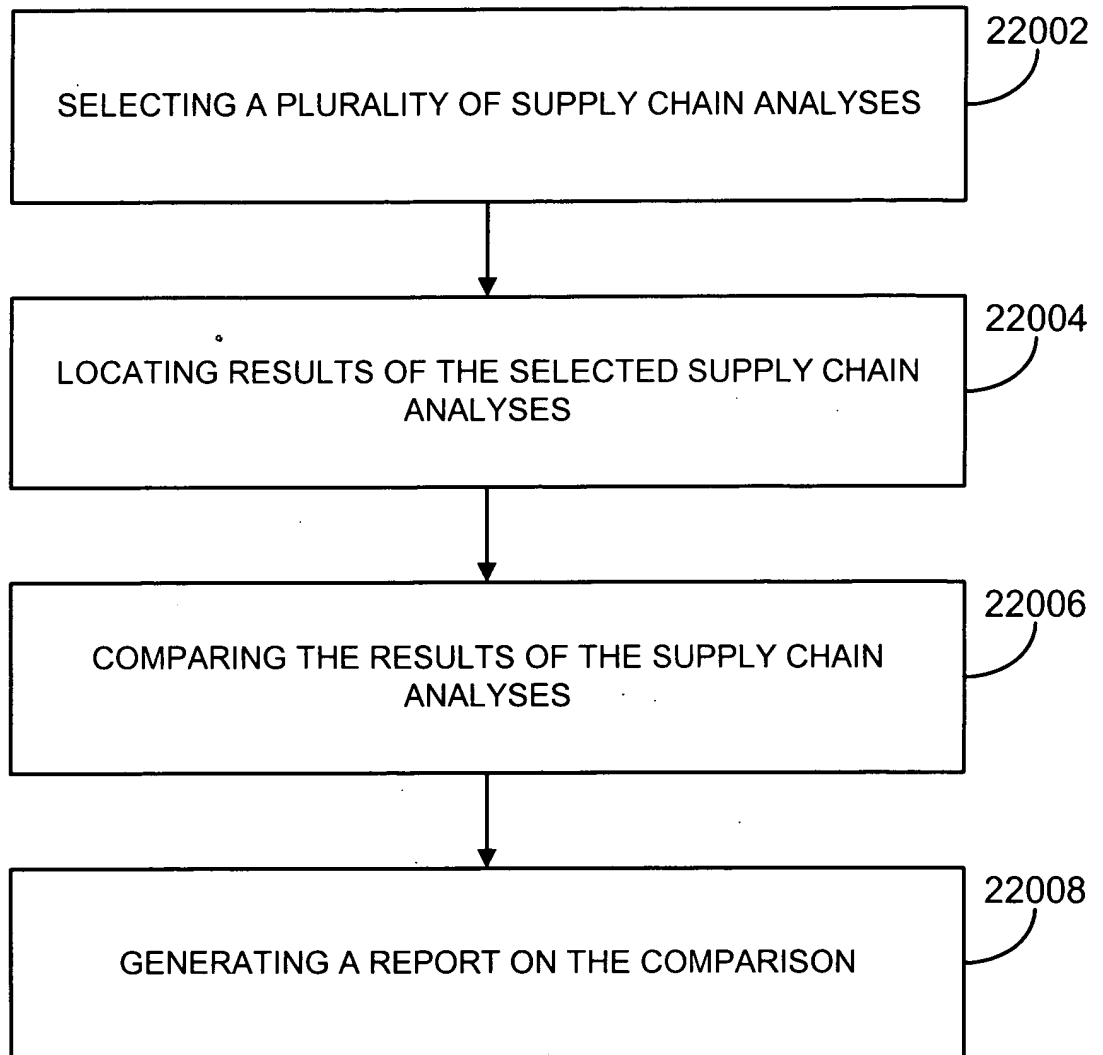 22002
SELECTING A PLURALITY OF SUPPLY CHAIN ANALYSES
22004
LOCATING RESULTS OF THE SELECTED SUPPLY CHAIN
ANALYSES
22006
COMPARING THE RESULTS OF THE SUPPLY CHAIN
ANALYSES
22008
GENERATING A REPORT ON THE COMPARISON